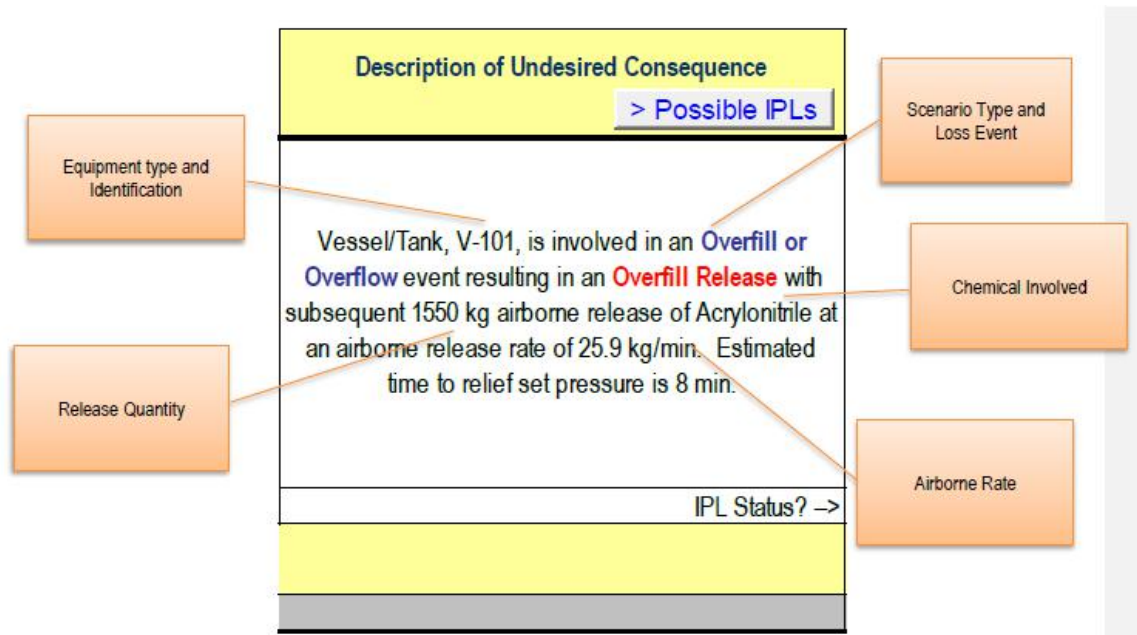 Description of Undesired Consequence
> Possible IPLs
Scenario Type and
Loss Event
Equipment type and
Identification
Vessel/Tank, V-101, is involved in an Overfill or
Overflow event resulting in an Overfill Release with
subsequent 1550 kg airborne release of Acrylonitrile at
an airborne release rate of 25.9 kg/min. Estimated
time to relief set pressure is 8 min.
Chemical Involved
Release Quantity
Airborne Rate
IPL Status? -->